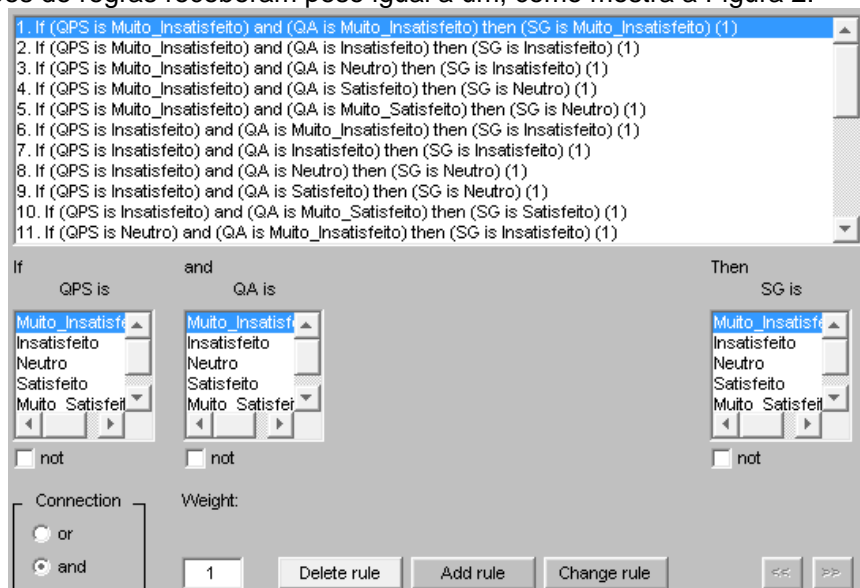 os de regras receberam peso igual a um, como mostra a Figura 2.
1. If (QPS is Muito_Insatisfeito) and (QA is Muito_Insatisfeito) then (SG is Muito_Insatisfeito) (1)
2. If (QPS is Muito_Insatisfeito) and (QA is Insatisfeito) then (SG is Insatisfeito) (1)
3. If (QPS is Muito_Insatisfeito) and (QA is Neutro) then (SG is Insatisfeito) (1)
4. If (QPS is Muito_Insatisfeito) and (QA is Satisfeito) then (SG is Neutro) (1)
5. If (QPS is Muito_Insatisfeito) and (QA is Muito_Satisfeito) then (SG is Neutro) (1)
6. If (QPS is Insatisfeito) and (QA is Muito_Insatisfeito) then (SG is Insatisfeito) (1)
7. If (QPS is Insatisfeito) and (QA is Insatisfeito) then (SG is Insatisfeito) (1)
8. If (QPS is Insatisfeito) and (QA is Neutro) then (SG is Neutro) (1)
9. If (QPS is Insatisfeito) and (QA is Satisfeito) then (SG is Neutro) (1)
10. If (QPS is Insatisfeito) and (QA is Muito_Satisfeito) then (SG is Satisfeito) (1)
11. If (QPS is Neutro) and (QA is Muito_Insatisfeito) then (SG is Insatisfeito) (1)
If
QPS is
Muito_Insatisfe
Insatisfeito
Neutro
Satisfeito
Muito_Satisfeit
not
and
QA is
Muito_Insatisf
Insatisfeito
Neutro
Satisfeito
Muito_Satisfei
not
Then
SG is
Muito_Insatisfe
Insatisfeito
Neutro
Satisfeito
Muito_Satisfeit
not
Connection
or
and
Weight:
1
Delete rule
Add rule
Change rule
<<
>>